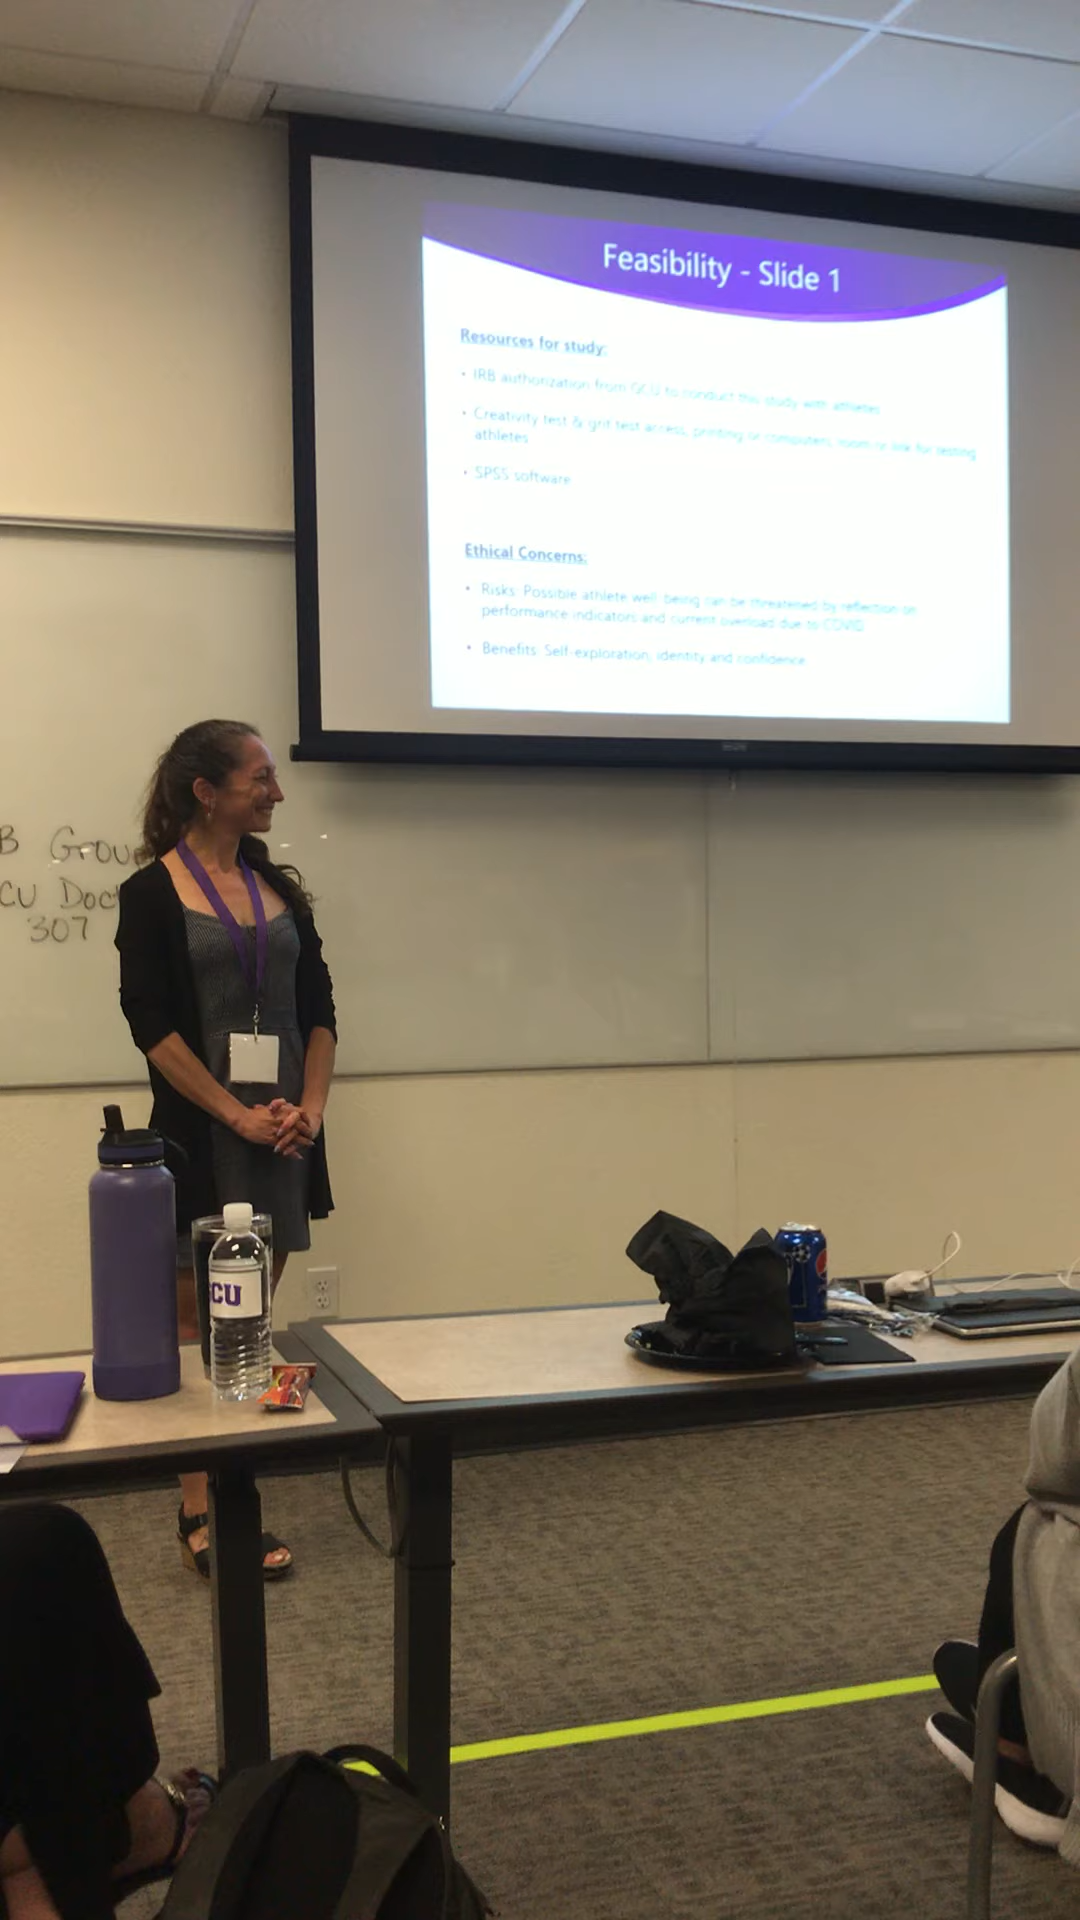 Feasibility - Slide 1
Resources for study:
• IRB authorization from GCU to conduct this study with athletes
• Creativity test & grit test access, printing or computers, room or link for testing
athletes
• SPSS software
Ethical Concerns:
• Risks: Possible athlete well-being can be threatened by reflection on
performance indicators and current overload due to COVID
• Benefits: Self-exploration, identity and confidence
B Group
CU Doc
307
CU